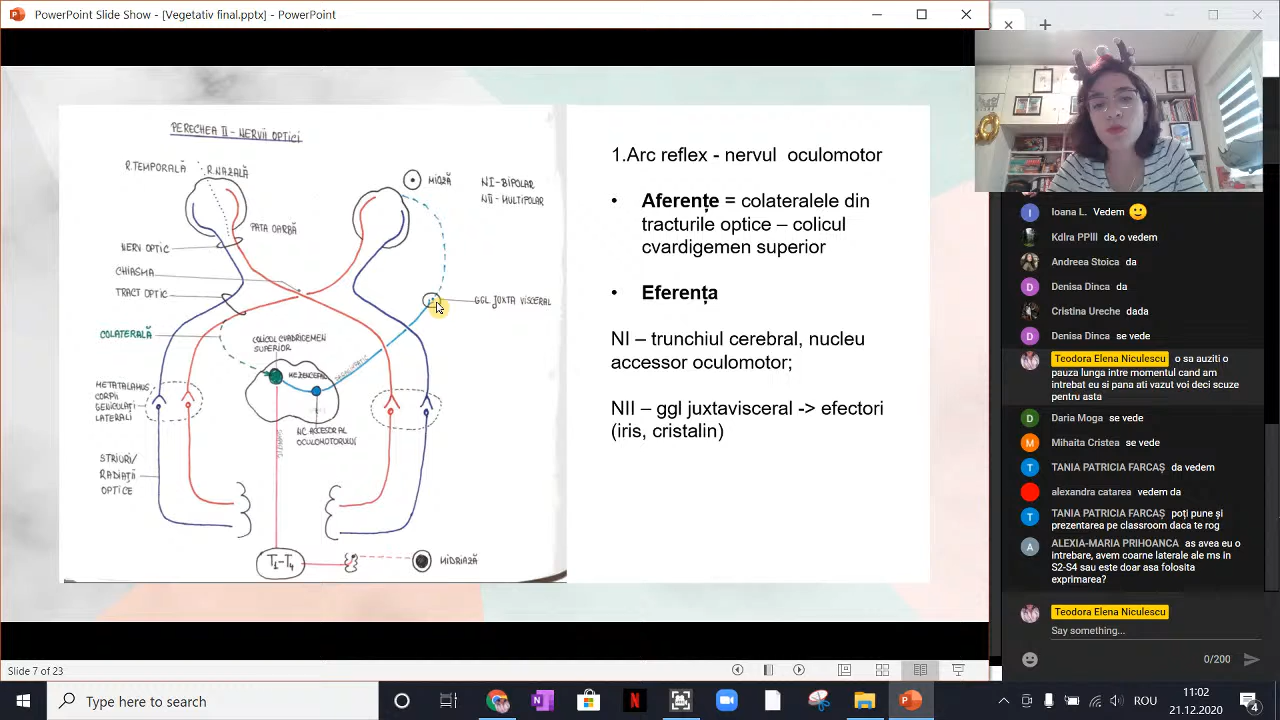 PowerPoint Slide Show - [Vegetativ final.pptx] - PowerPoint
PERECHEA II - NERVII OPTICI
R.TEMPORALĂ
R.NAZALĂ
MIOZĂ
NI-BIPOLAR
NII-MULTIPOLAR
PATA OARBĂ
NERV OPTIC
CHIASMA
TRACT OPTIC
GGL JUXTA VISCERAL
COLATERALĂ
COLICUL CVADRIGEMEN
SUPERIOR
MEZENCEFAL
METATALAMUS -
CORPII
GENICULAȚI
LATERALI
NC ACCESOR AL
OCULOMOTORULUI
STRIURI/
RADIAȚII
OPTICE
T1-T4
MIDRIAZĂ
1.Arc reflex - nervul oculomotor
• Aferențe = colateralele din
tracturile optice – colicul
cvardigemen superior
• Eferența
NI – trunchiul cerebral, nucleu
accessor oculomotor;
NII – ggl juxtavisceral -> efectori
(iris, cristalin)
Ioana L. Vedem
Kdlra PPlll da, o vedem
Andreea Stoica da
Denisa Dinca da
Cristina Ureche dada
Denisa Dinca se vede
Teodora Elena Niculescu o sa auziti o
pauza lunga intre momentul cand am
intrebat eu si pana ati vazut voi deci scuze
pentru asta
Daria Moga se vede
Mihaita Cristea se vede
TANIA PATRICIA FARCAȘ da vedem
alexandra catarea vedem da
TANIA PATRICIA FARCAȘ poți pune și
prezentarea pe classroom daca te rog
ALEXIA-MARIA PRIHOANCA as avea eu o
intrebare, avem coarne laterale ale ms in
S2-S4 sau este doar asa folosita
exprimarea?
Teodora Elena Niculescu
Say something...
0/200
Slide 7 of 23
Type here to search
ROU
11:02
21.12.2020
4